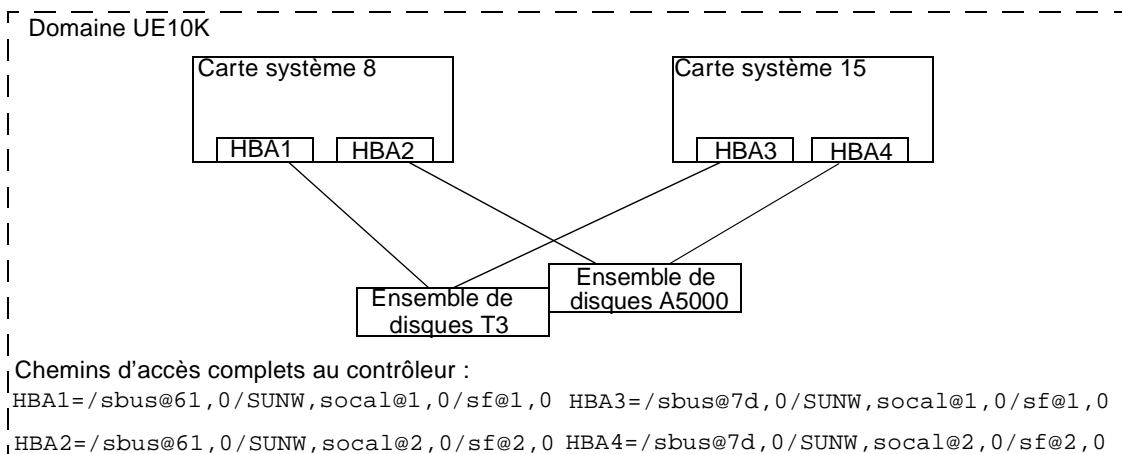 Domaine UE10K
Carte système 8
Carte système 15
HBA1
HBA2
HBA3
HBA4
Ensemble de
disques A5000
Ensemble de
disques T3
Chemins d'accès complets au contrôleur :
HBA1=/sbus@61,0/SUNW,socal@1,0/sf@1,0 HBA3=/sbus@7d,0/SUNW,socal@1,0/sf@1,0
HBA2=/sbus@61,0/SUNW,socal@2,0/sf@2,0 HBA4=/sbus@7d,0/SUNW,socal@2,0/sf@2,0